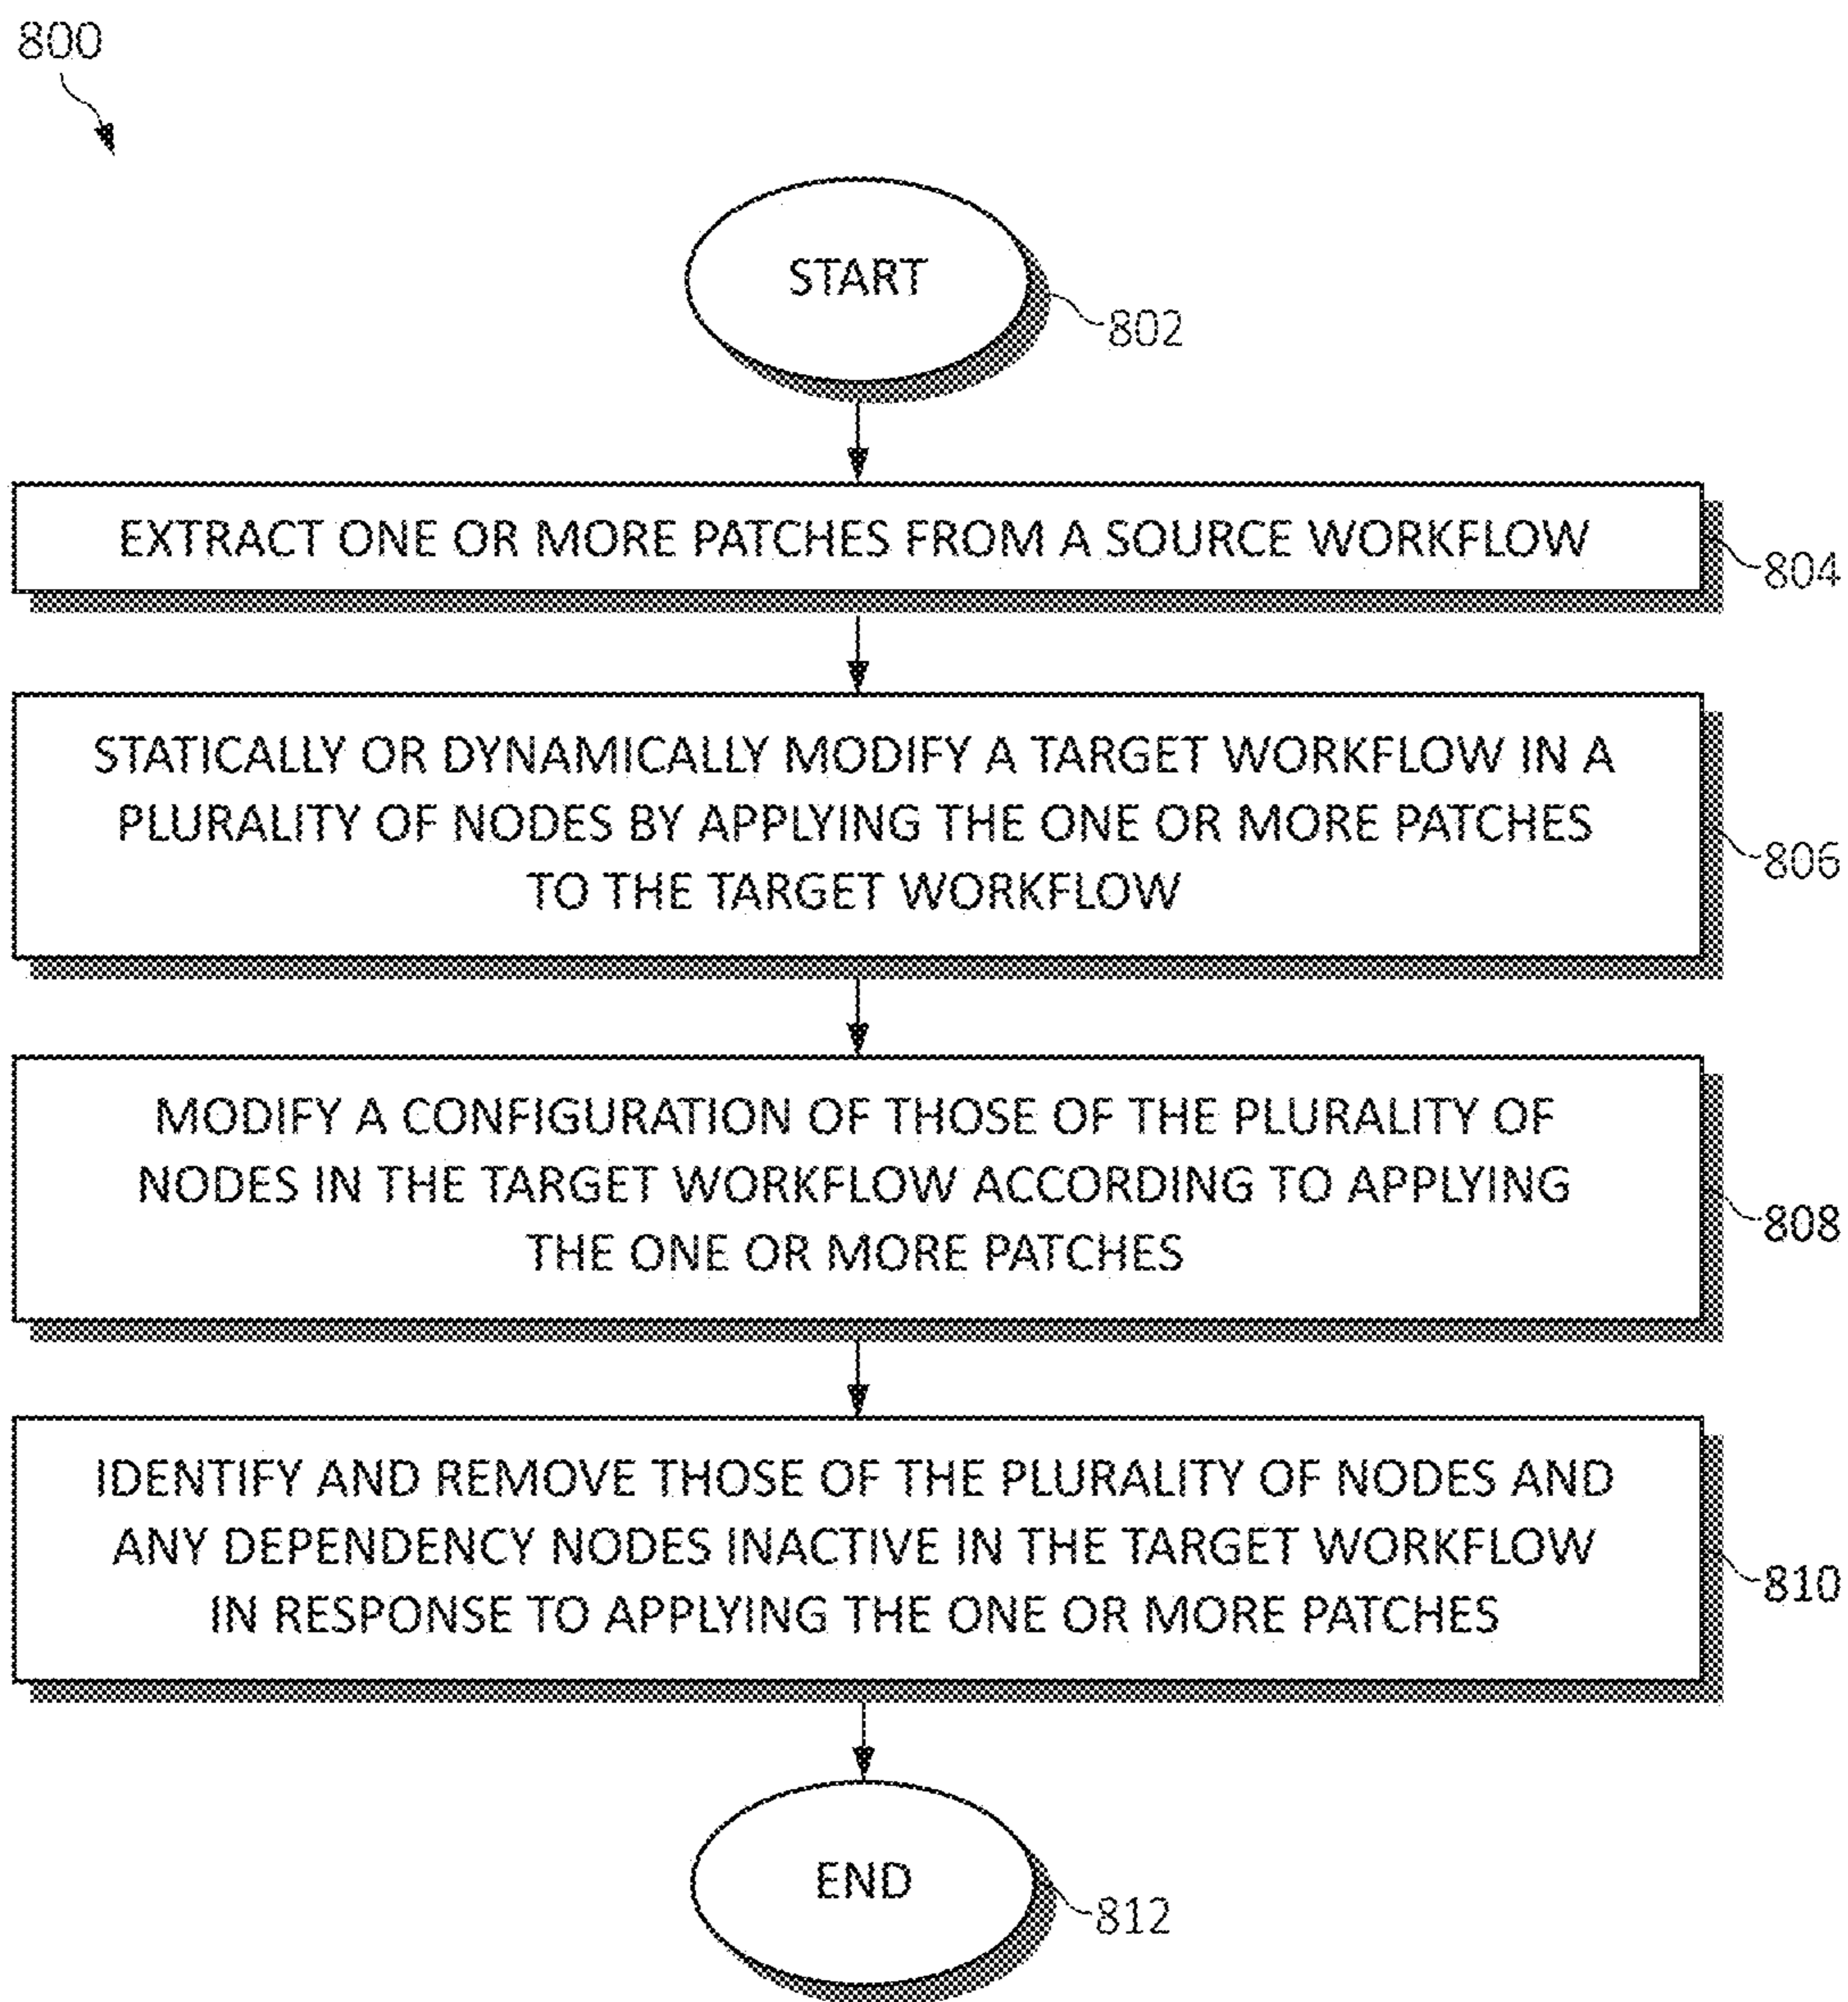 800
START
802
EXTRACT ONE OR MORE PATCHES FROM A SOURCE WORKFLOW
804
STATICALLY OR DYNAMICALLY MODIFY A TARGET WORKFLOW IN A
PLURALITY OF NODES BY APPLYING THE ONE OR MORE PATCHES
TO THE TARGET WORKFLOW
806
MODIFY A CONFIGURATION OF THOSE OF THE PLURALITY OF
NODES IN THE TARGET WORKFLOW ACCORDING TO APPLYING
THE ONE OR MORE PATCHES
808
IDENTIFY AND REMOVE THOSE OF THE PLURALITY OF NODES AND
ANY DEPENDENCY NODES INACTIVE IN THE TARGET WORKFLOW
IN RESPONSE TO APPLYING THE ONE OR MORE PATCHES
810
END
812